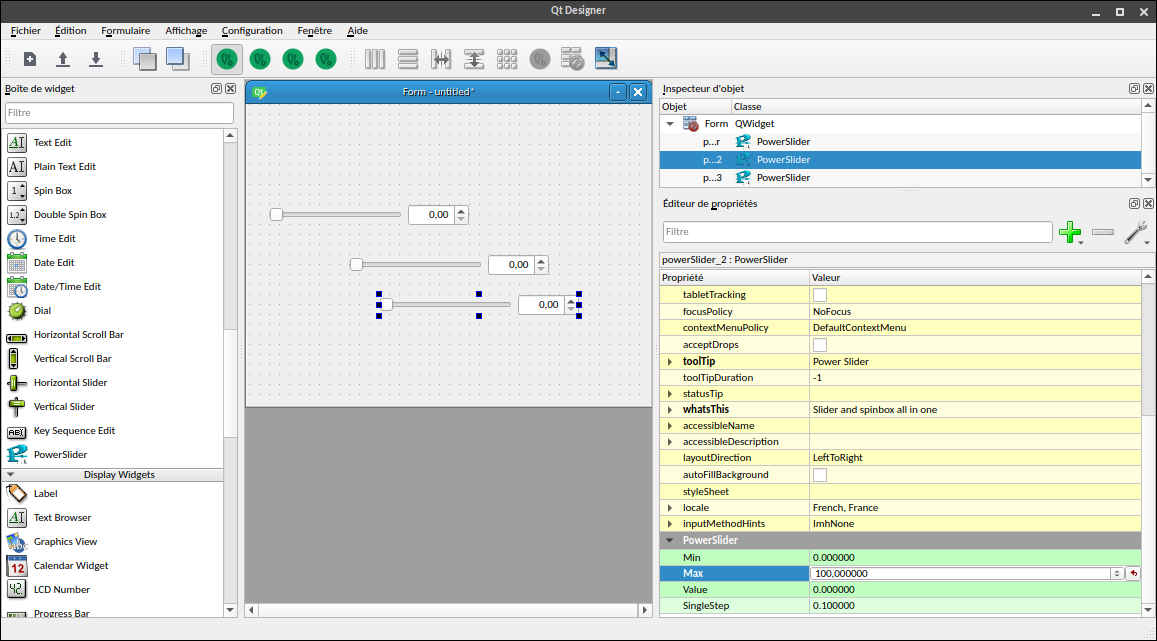 Qt Designer
Fichier Édition Formulaire Affichage Configuration Fenêtre Aide
Boite de widget
Filtre
Text Edit
Plain Text Edit
Spin Box
Double Spin Box
Time Edit
Date Edit
Date/Time Edit
Dial
Horizontal Scroll Bar
Vertical Scroll Bar
Horizontal Slider
Vertical Slider
Key Sequence Edit
PowerSlider
Display Widgets
Label
Text Browser
Graphics View
Calendar Widget
LCD Number
Progress Bar
Form - untitled*
0,00
0,00
0,00
Inspecteur d'objet
Objet Classe
Form QWidget
p...r PowerSlider
p...2 PowerSlider
p...3 PowerSlider
Éditeur de propriétés
Filtre
powerSlider_2 : PowerSlider
Propriété Valeur
tabletTracking
focusPolicy NoFocus
contextMenuPolicy DefaultContextMenu
acceptDrops
toolTip Power Slider
toolTipDuration -1
statusTip
whatsThis Slider and spinbox all in one
accessibleName
accessibleDescription
layoutDirection LeftToRight
autoFillBackground
styleSheet
locale French, France
inputMethodHints ImhNone
PowerSlider
Min 0.000000
Max 100,000000
Value 0.000000
SingleStep 0.100000